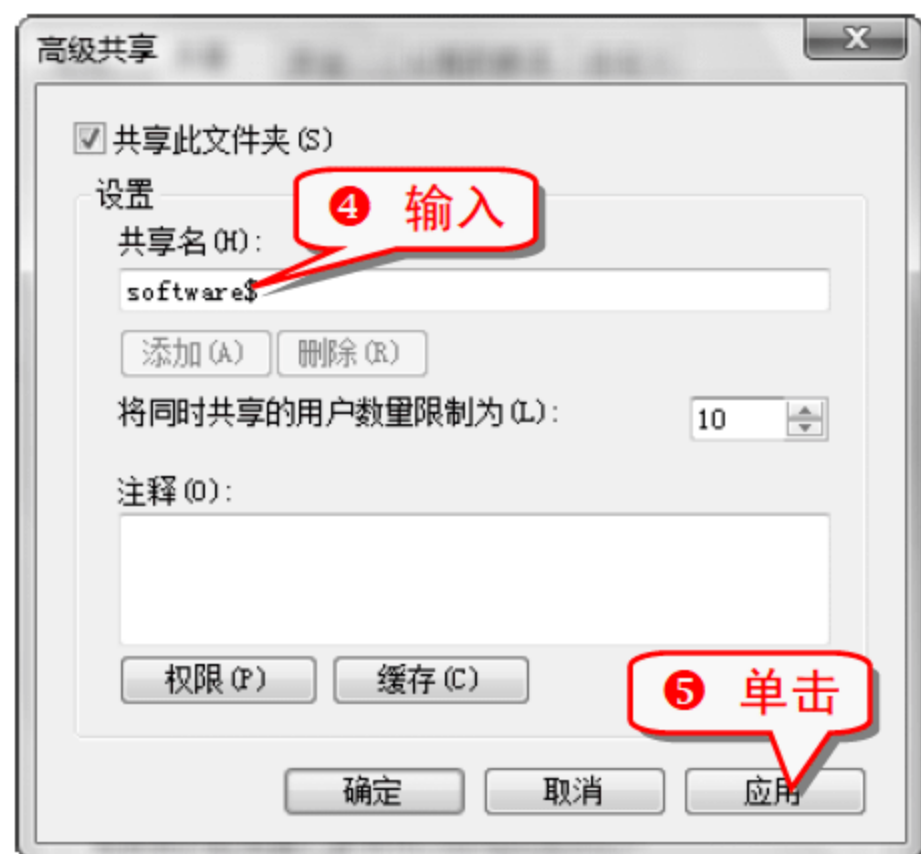 高级共享
共享此文件夹(S)
设置
❹ 输入
共享名(H):
software$
添加(A) 删除(R)
将同时共享的用户数量限制为(L): 10
注释(O):
权限(P) 缓存(C)
❺ 单击
确定 取消 应用